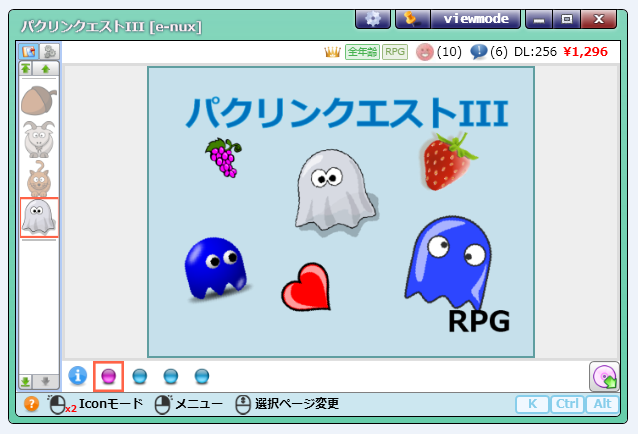 パクリンクエストIII [e-nux]
viewmode
全年齢 RPG (10) (6) DL:256 ¥1,296
パクリンクエストIII
RPG
x2 Iconモード メニュー 選択ページ変更 K Ctrl Alt